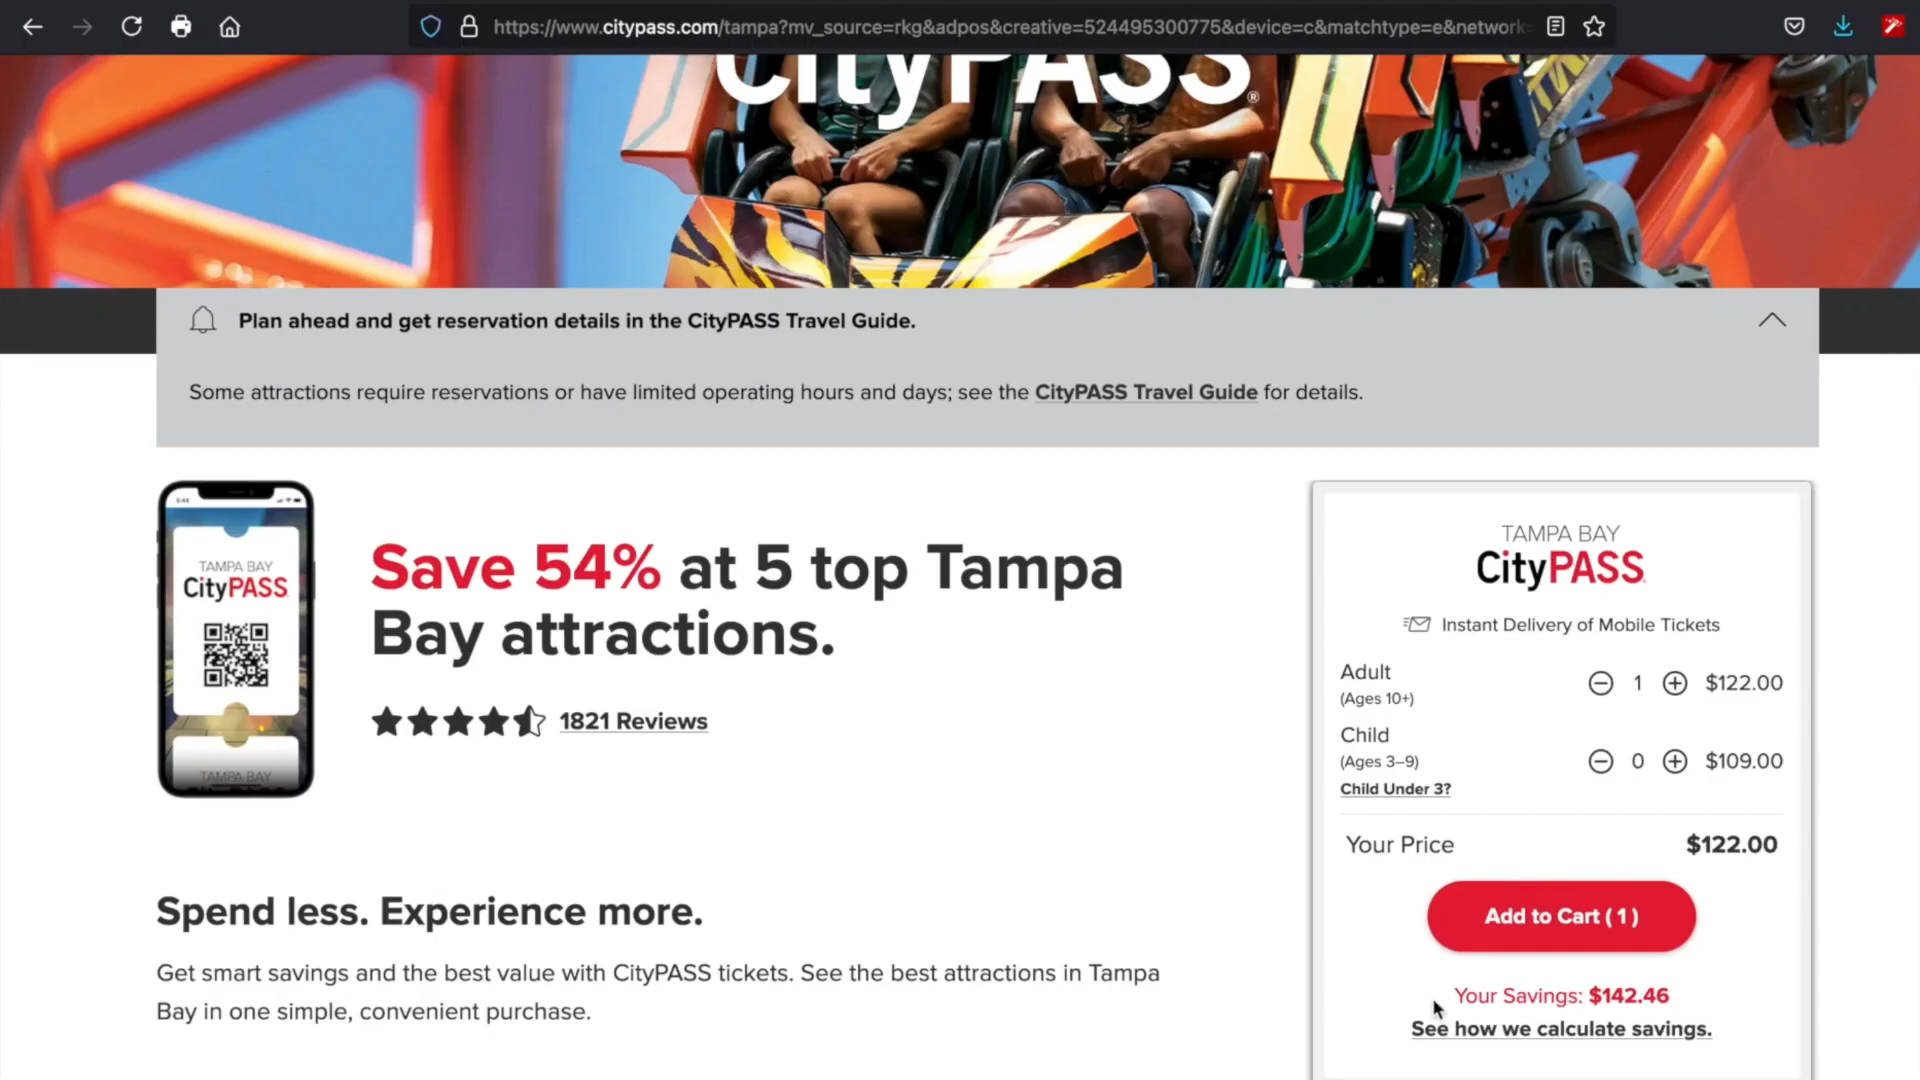 https://www.citypass.com/tampa?mv_source=rkg&adpos&creative=524495300775&device=c&matchtype=e&network
CityPASS®
Plan ahead and get reservation details in the CityPASS Travel Guide.
Some attractions require reservations or have limited operating hours and days; see the CityPASS Travel Guide for details.
TAMPA BAY
CityPASS
TAMPA BAY
Save 54% at 5 top Tampa
Bay attractions.
1821 Reviews
Spend less. Experience more.
Get smart savings and the best value with CityPASS tickets. See the best attractions in Tampa
Bay in one simple, convenient purchase.
TAMPA BAY
CityPASS
Instant Delivery of Mobile Tickets
Adult
(Ages 10+)
1 $122.00
Child
(Ages 3–9)
0 $109.00
Child Under 3?
Your Price $122.00
Add to Cart ( 1 )
Your Savings: $142.46
See how we calculate savings.